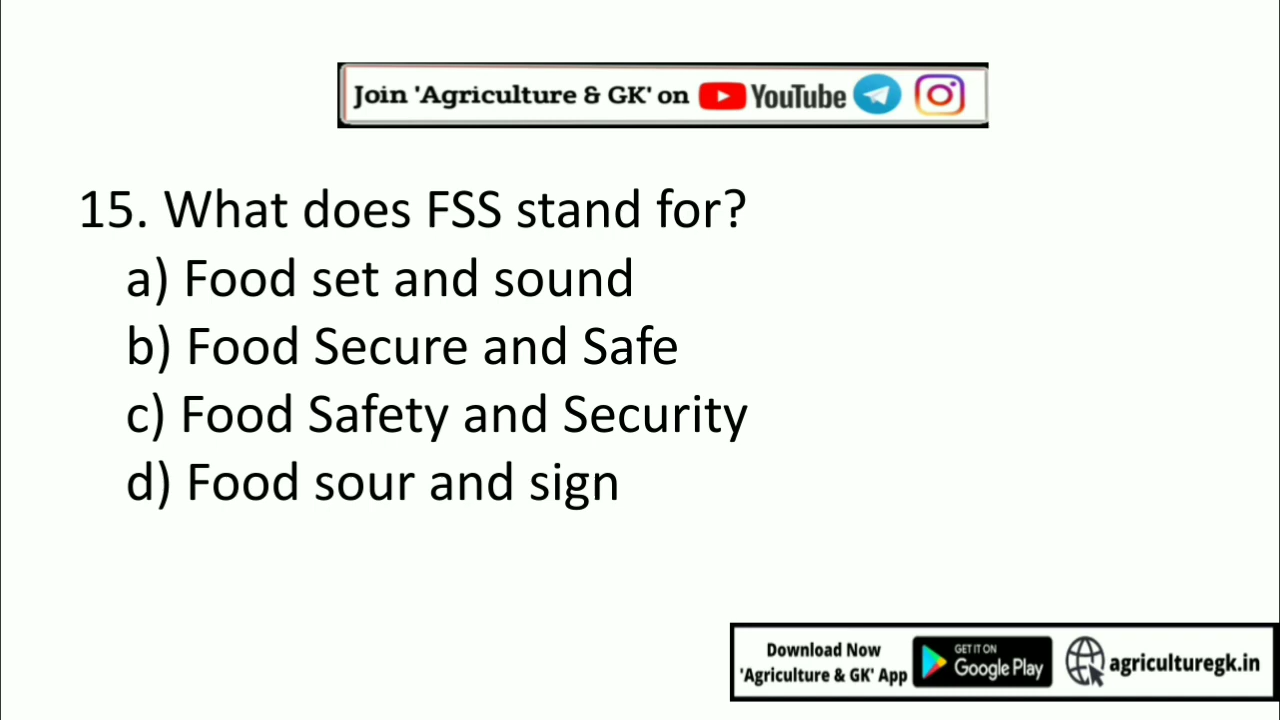 Join 'Agriculture & GK' on YouTube
15. What does FSS stand for?
a) Food set and sound
b) Food Secure and Safe
c) Food Safety and Security
d) Food sour and sign
Download Now
'Agriculture & GK' App
GET IT ON
Google Play
agriculturegk.in